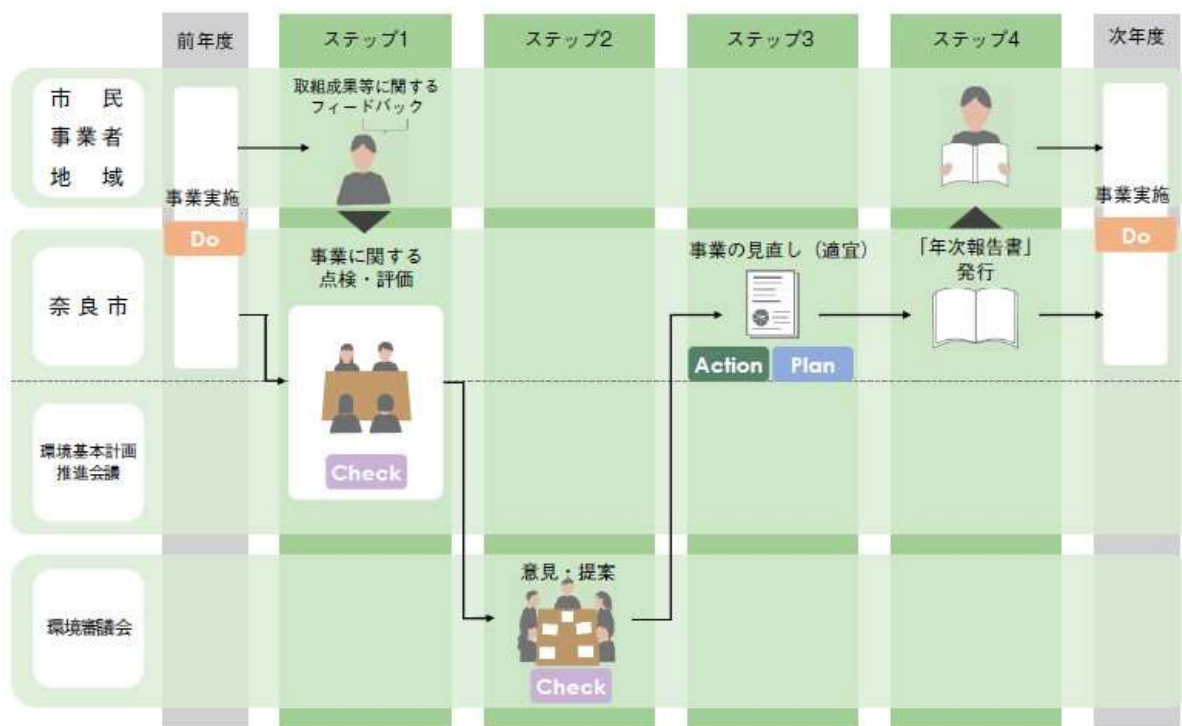 前年度
ステップ1
ステップ2
ステップ3
ステップ4
次年度
市　民
事業者
地　域
取組成果等に関する
フィードバック
事業実施
Do
事業実施
Do
奈良市
事業に関する
点検・評価
事業の見直し（適宜）
「年次報告書」
発行
Action
Plan
環境基本計画
推進会議
Check
環境審議会
意見・提案
Check